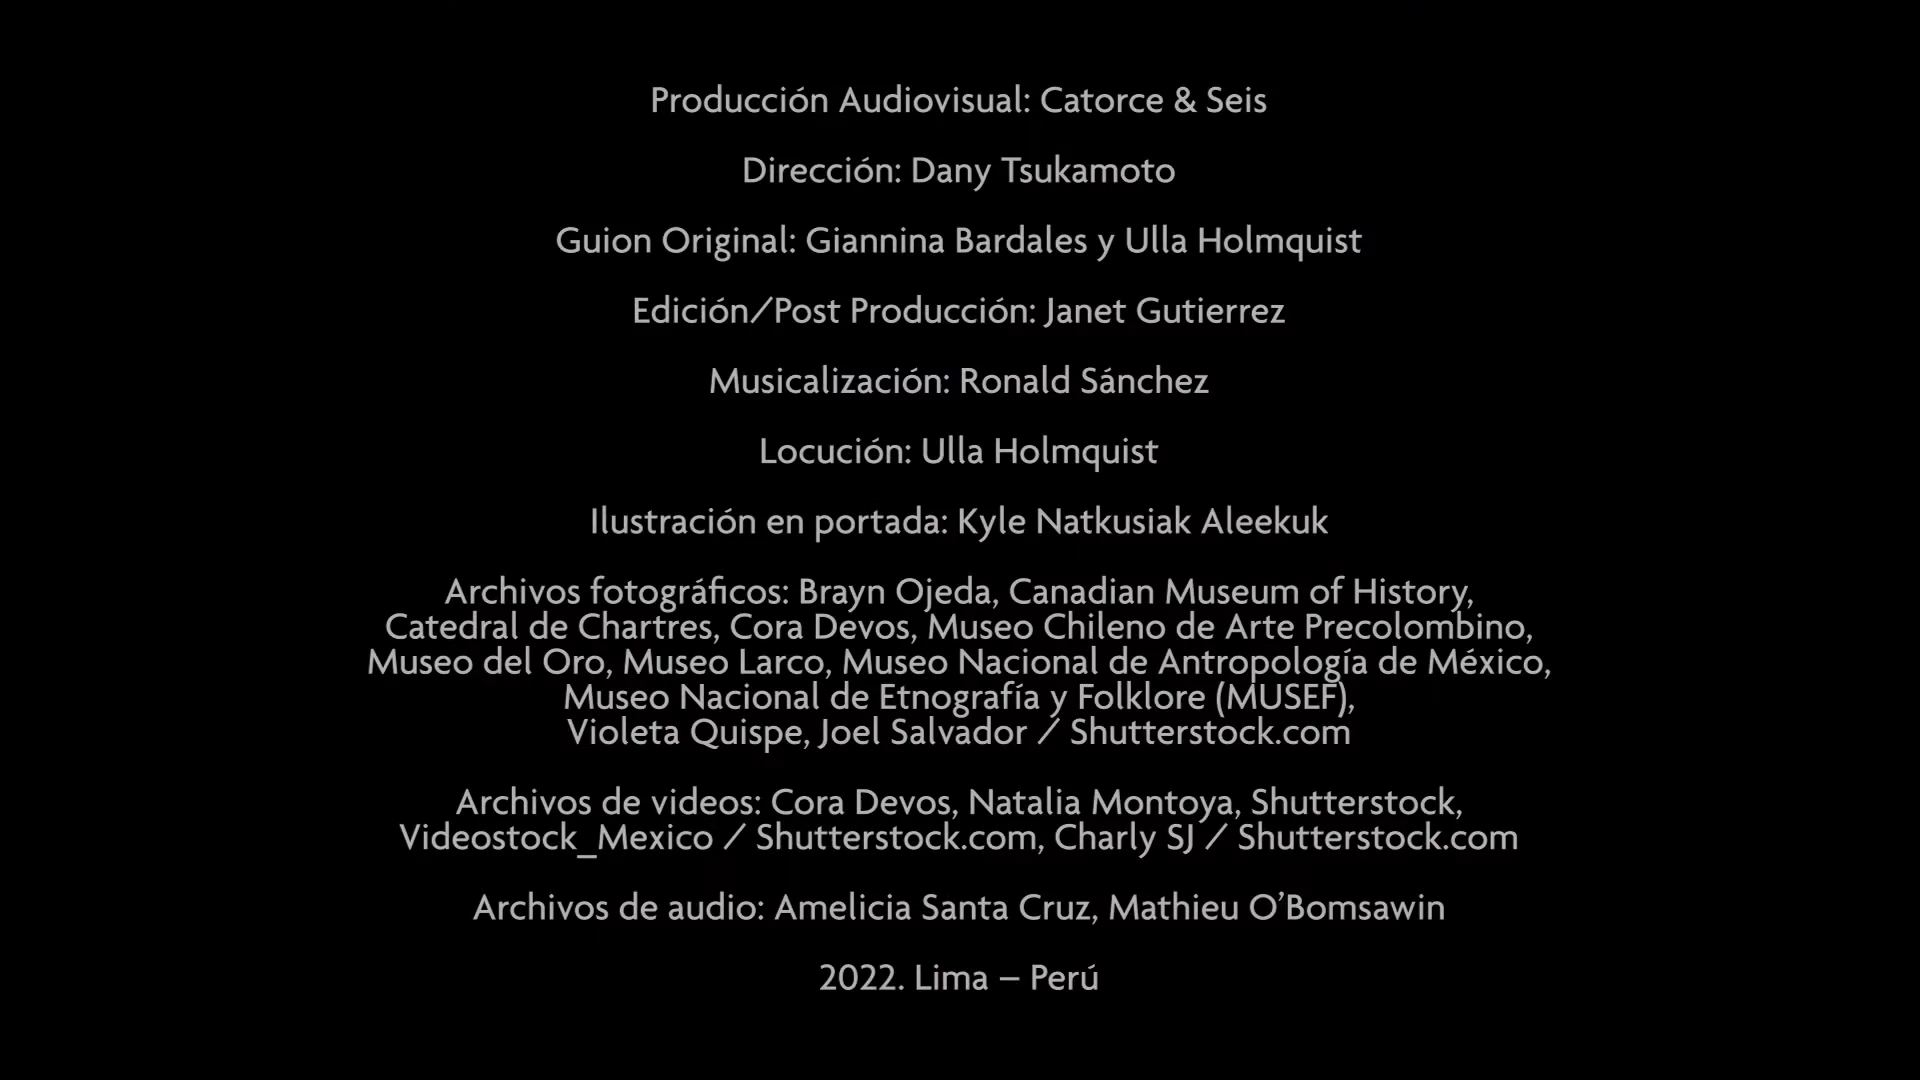 Producción Audiovisual: Catorce & Seis
Dirección: Dany Tsukamoto
Guion Original: Giannina Bardales y Ulla Holmquist
Edición/Post Producción: Janet Gutierrez
Musicalización: Ronald Sánchez
Locución: Ulla Holmquist
Ilustración en portada: Kyle Natkusiak Aleekuk
Archivos fotográficos: Brayn Ojeda, Canadian Museum of History,
Catedral de Chartres, Cora Devos, Museo Chileno de Arte Precolombino,
Museo del Oro, Museo Larco, Museo Nacional de Antropología de México,
Museo Nacional de Etnografía y Folklore (MUSEF),
Violeta Quispe, Joel Salvador / Shutterstock.com
Archivos de videos: Cora Devos, Natalia Montoya, Shutterstock,
Videostock_Mexico / Shutterstock.com, Charly SJ / Shutterstock.com
Archivos de audio: Amelicia Santa Cruz, Mathieu O’Bomsawin
2022. Lima – Perú